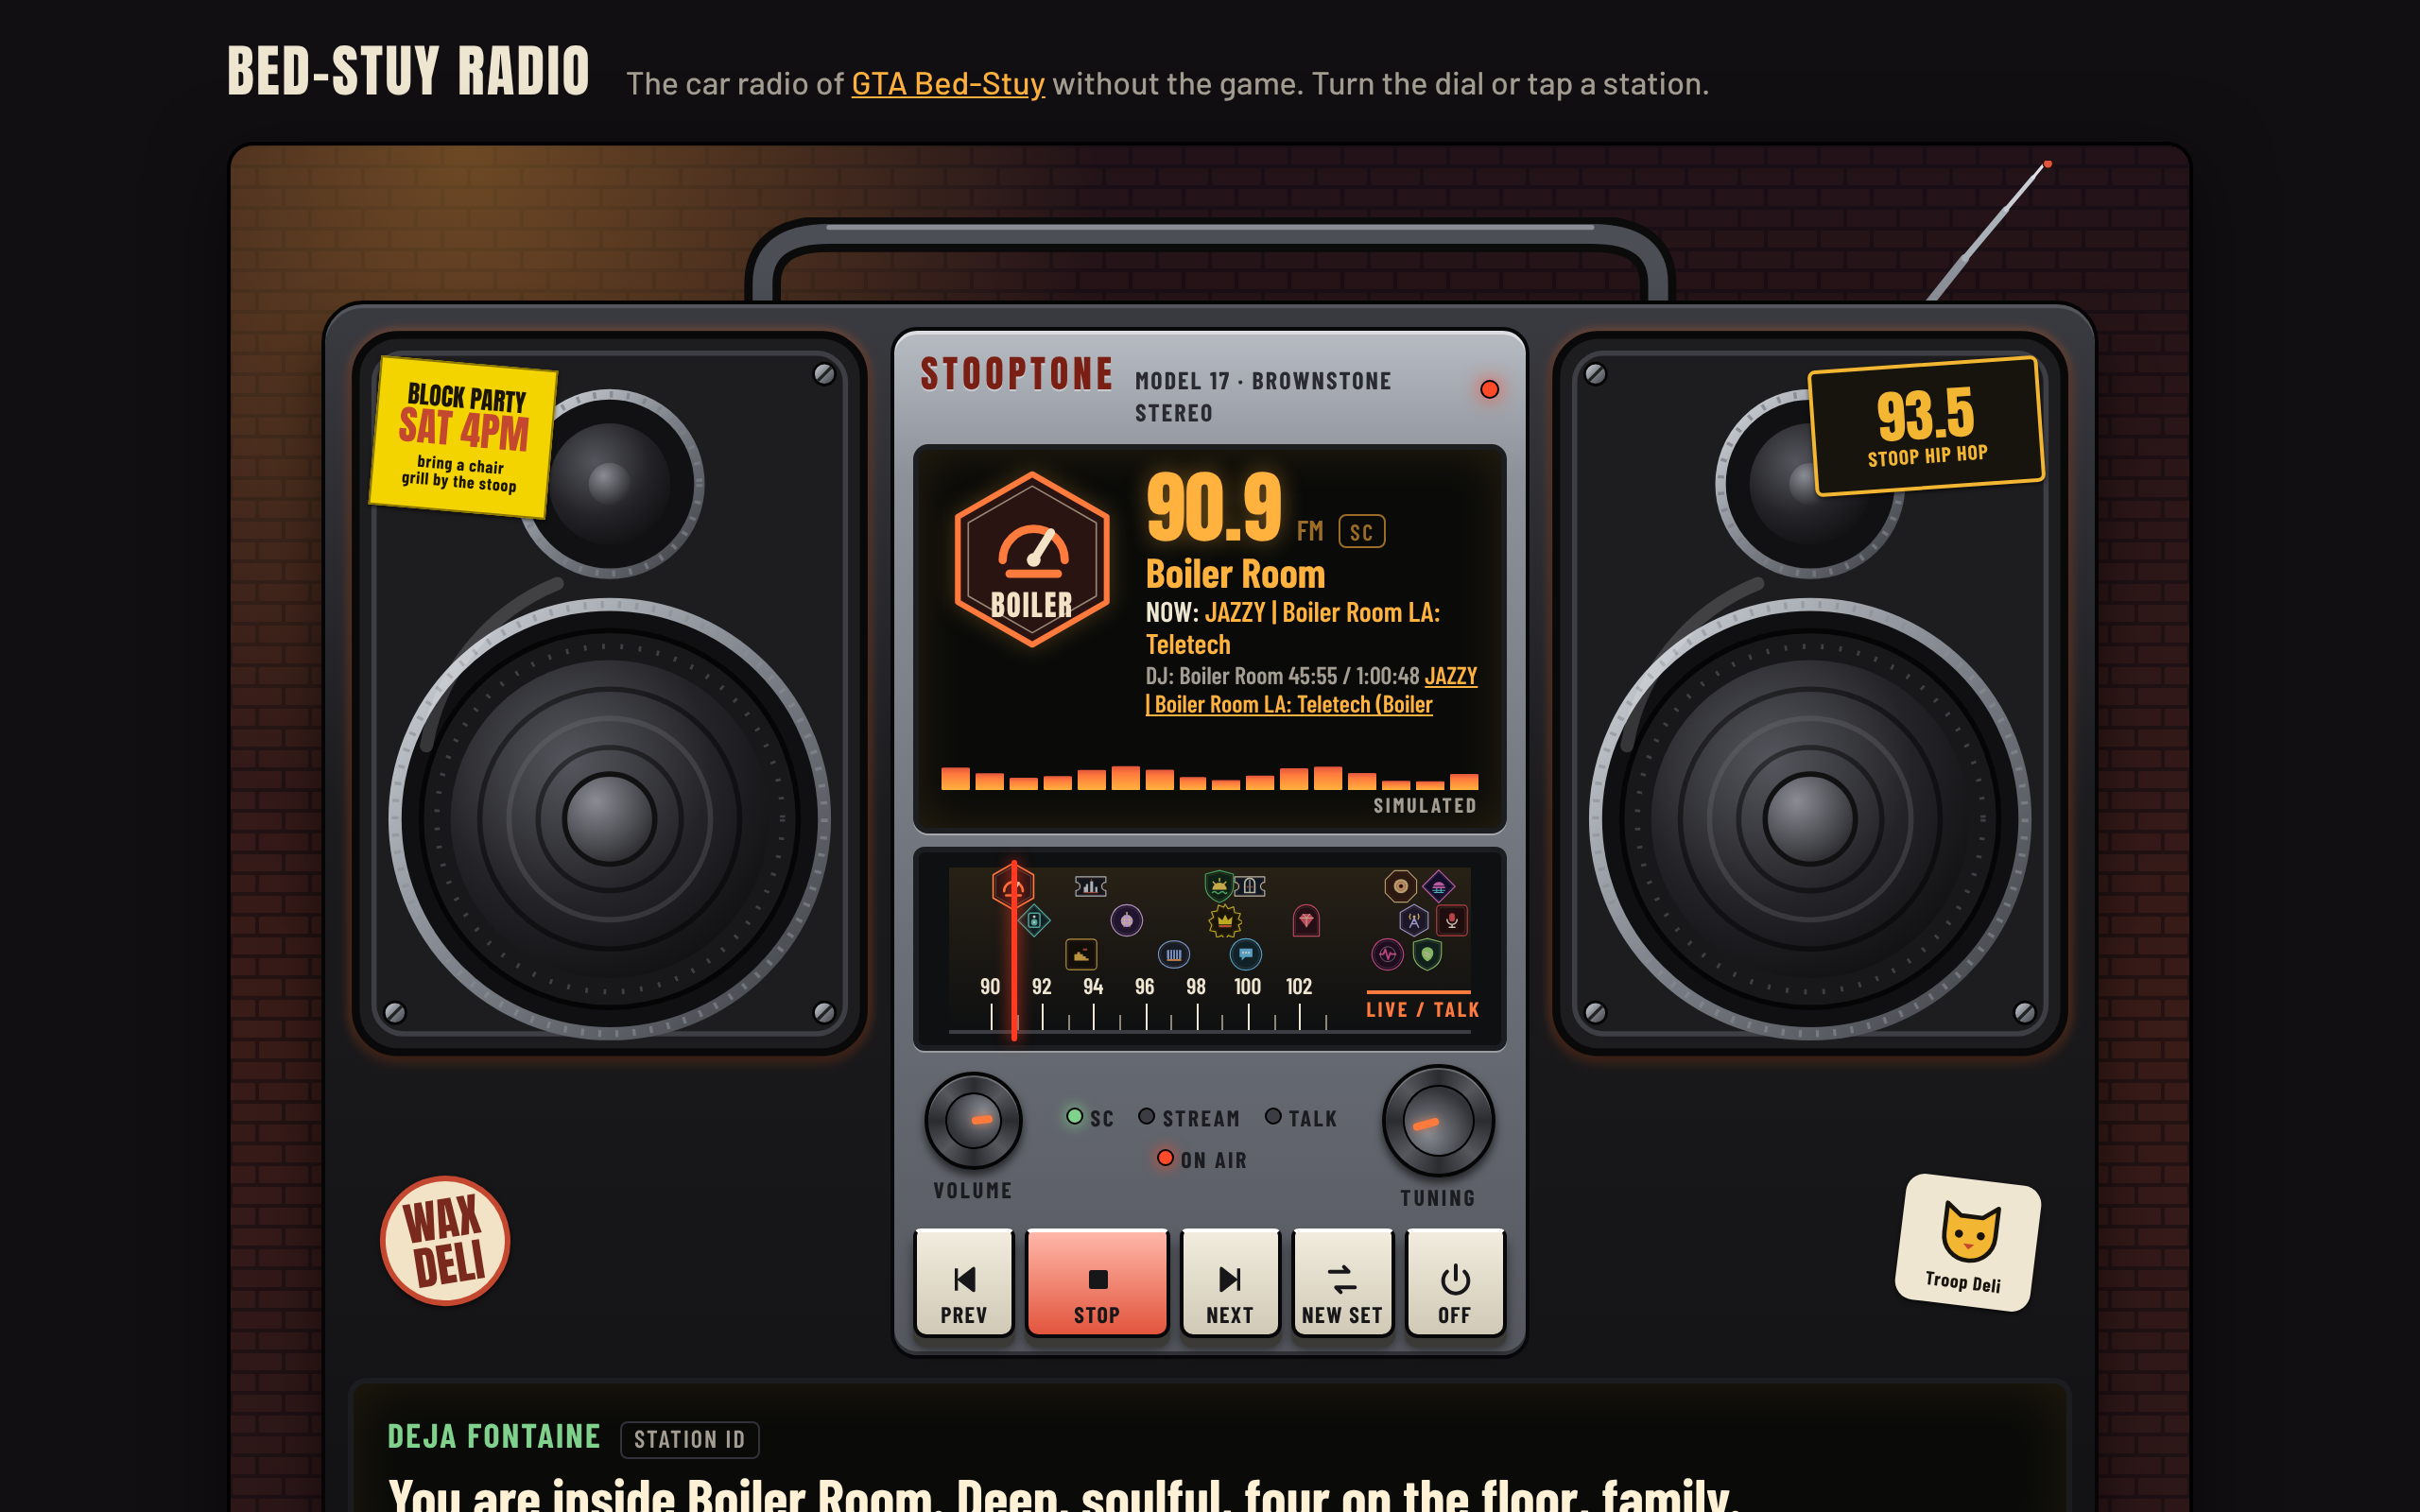 BED-STUY RADIO
The car radio of GTA Bed-Stuy without the game. Turn the dial or tap a station.
BLOCK PARTY
SAT 4PM
bring a chair
grill by the stoop
STOOPTONE
MODEL 17 · BROWNSTONE
STEREO
93.5
STOOP HIP HOP
BOILER
90.9 FM SC
Boiler Room
NOW: JAZZY | Boiler Room LA:
Teletech
DJ: Boiler Room 45:55 / 1:00:48 JAZZY
| Boiler Room LA: Teletech (Boiler
SIMULATED
90 92 94 96 98 100 102
LIVE / TALK
SC STREAM TALK
ON AIR
VOLUME
TUNING
WAX
DELI
Troop Deli
PREV STOP NEXT NEW SET OFF
DEJA FONTAINE STATION ID
You are inside Boiler Room. Deep, soulful, four on the floor, family.